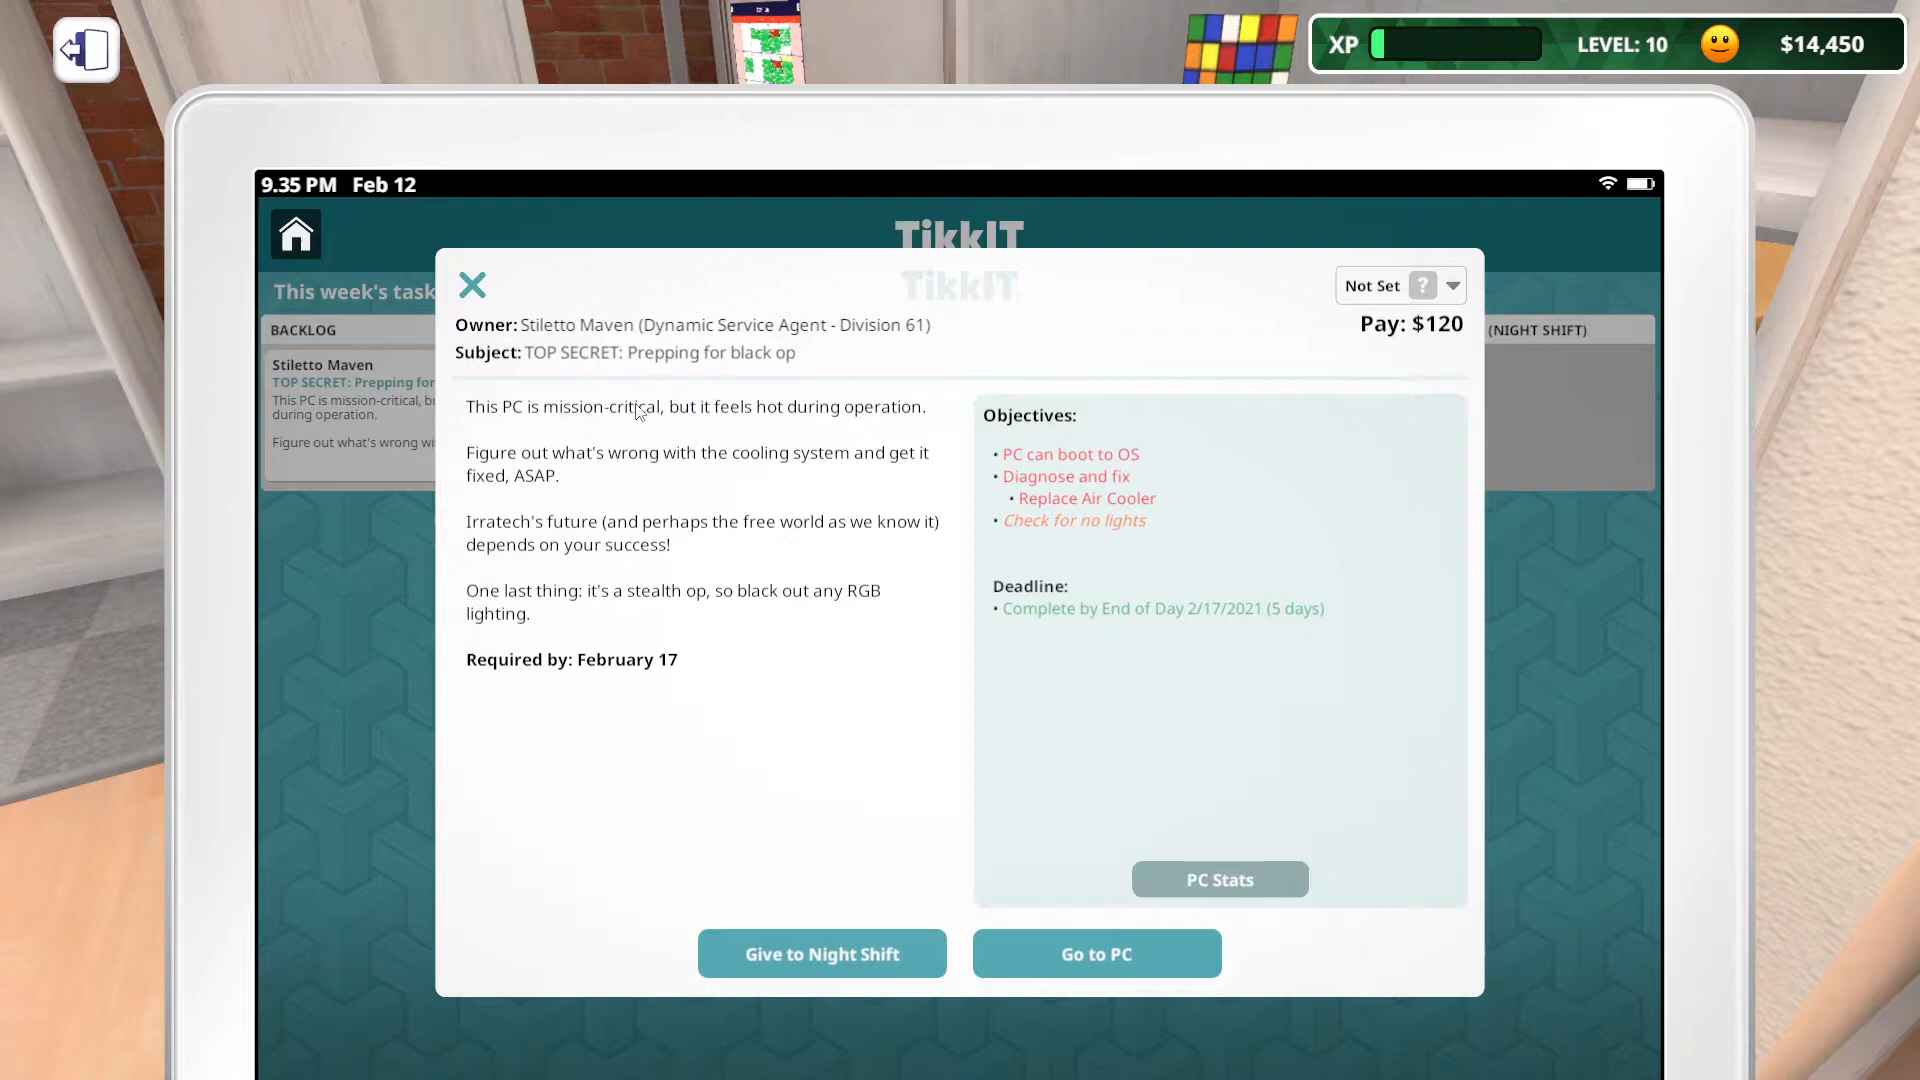 XP LEVEL: 10 $14,450
9.35 PM Feb 12
TikkIT
TikkIT
This week's task
Not Set ?
Owner: Stiletto Maven (Dynamic Service Agent - Division 61)
Pay: $120
Subject: TOP SECRET: Prepping for black op
BACKLOG
(NIGHT SHIFT)
Stiletto Maven
TOP SECRET: Prepping for
This PC is mission-critical, bu
during operation.
Figure out what's wrong wi
This PC is mission-critical, but it feels hot during operation.
Figure out what's wrong with the cooling system and get it
fixed, ASAP.
Irratech's future (and perhaps the free world as we know it)
depends on your success!
One last thing: it's a stealth op, so black out any RGB
lighting.
Required by: February 17
Objectives:
• PC can boot to OS
• Diagnose and fix
• Replace Air Cooler
• Check for no lights
Deadline:
• Complete by End of Day 2/17/2021 (5 days)
PC Stats
Give to Night Shift
Go to PC